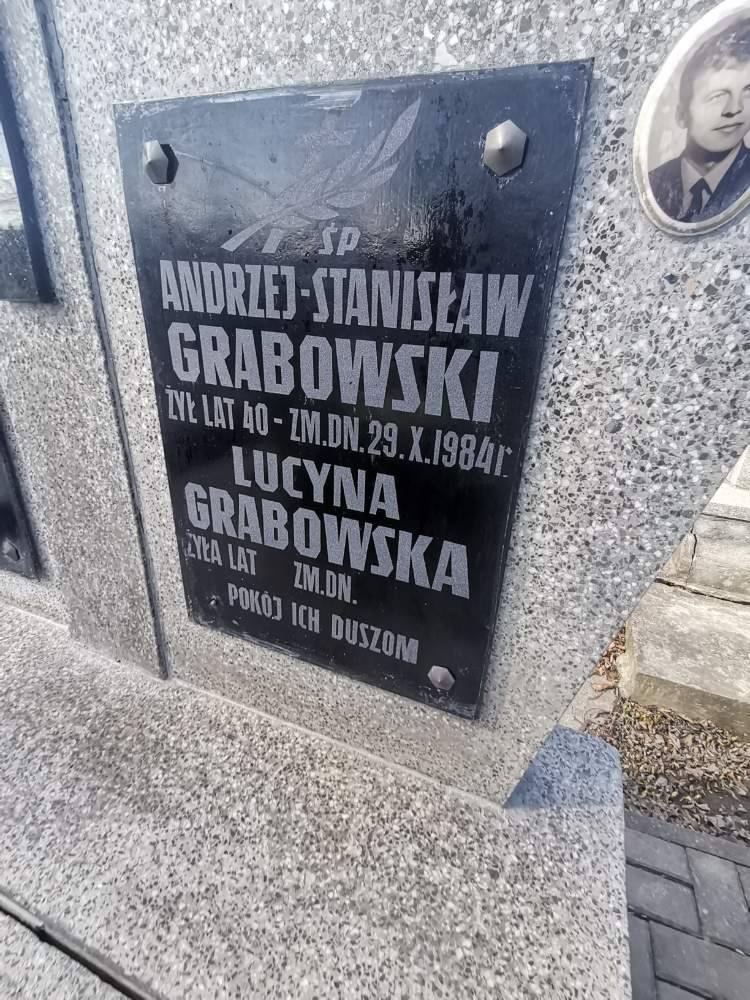 ŚP
ANDRZEJ-STANISŁAW
GRABOWSKI
ŻYŁ LAT 40 - ZM.DN.29.X.1984r.
LUCYNA
GRABOWSKA
ŻYŁA LAT ZM.DN.
POKÓJ ICH DUSZOM